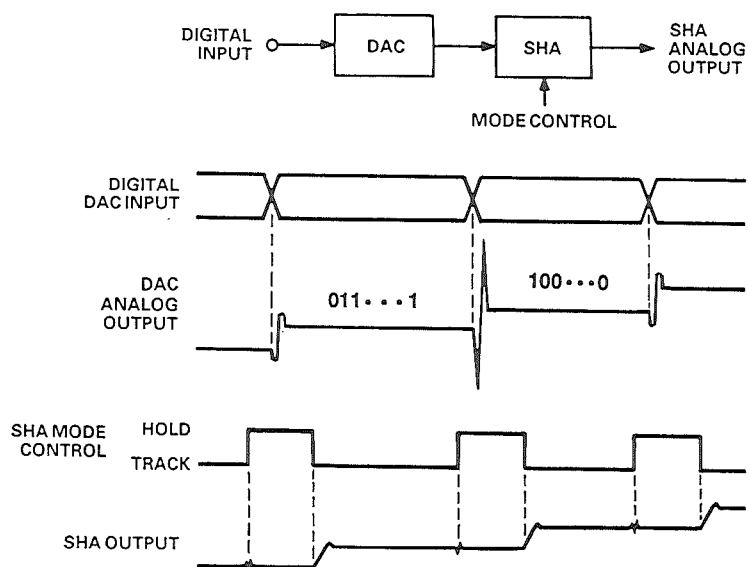 DIGITAL
INPUT
DAC
SHA
SHA
ANALOG
OUTPUT
MODE CONTROL
DIGITAL
DAC INPUT
DAC
ANALOG
OUTPUT
011•••1
100•••0
SHA MODE
CONTROL
HOLD
TRACK
SHA OUTPUT